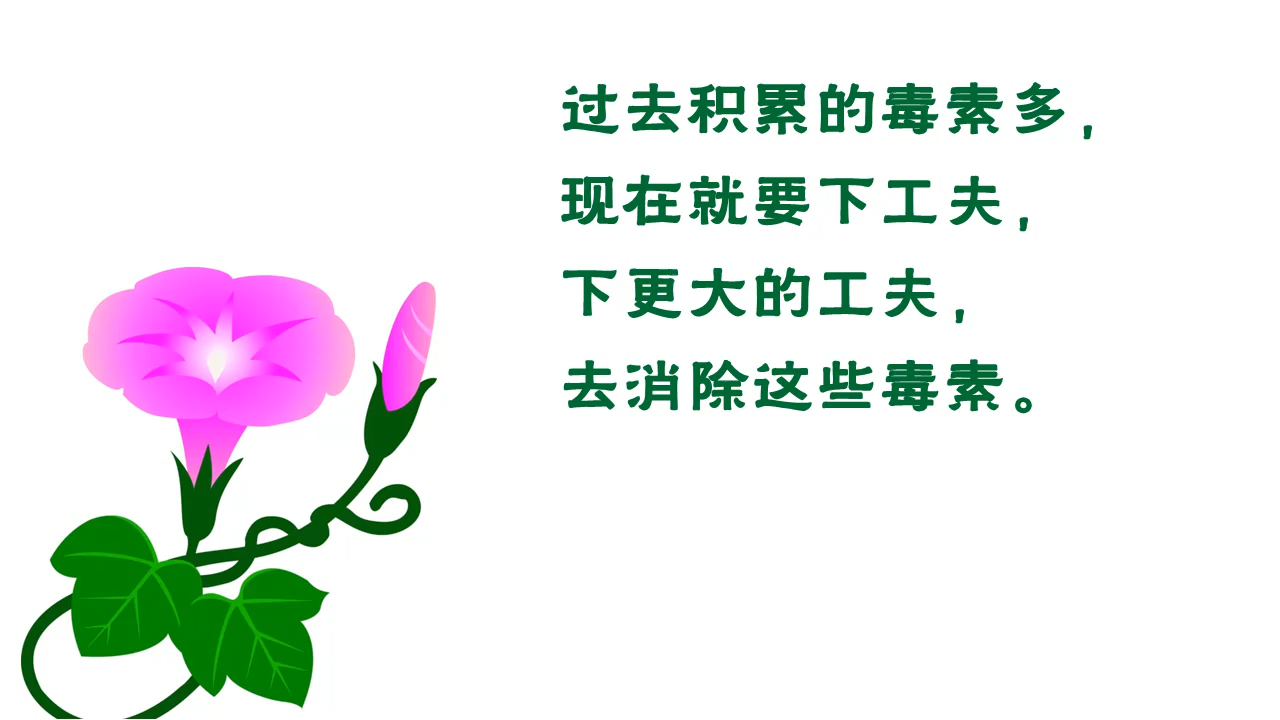 过去积累的毒素多，
现在就要下工夫，
下更大的工夫，
去消除这些毒素。